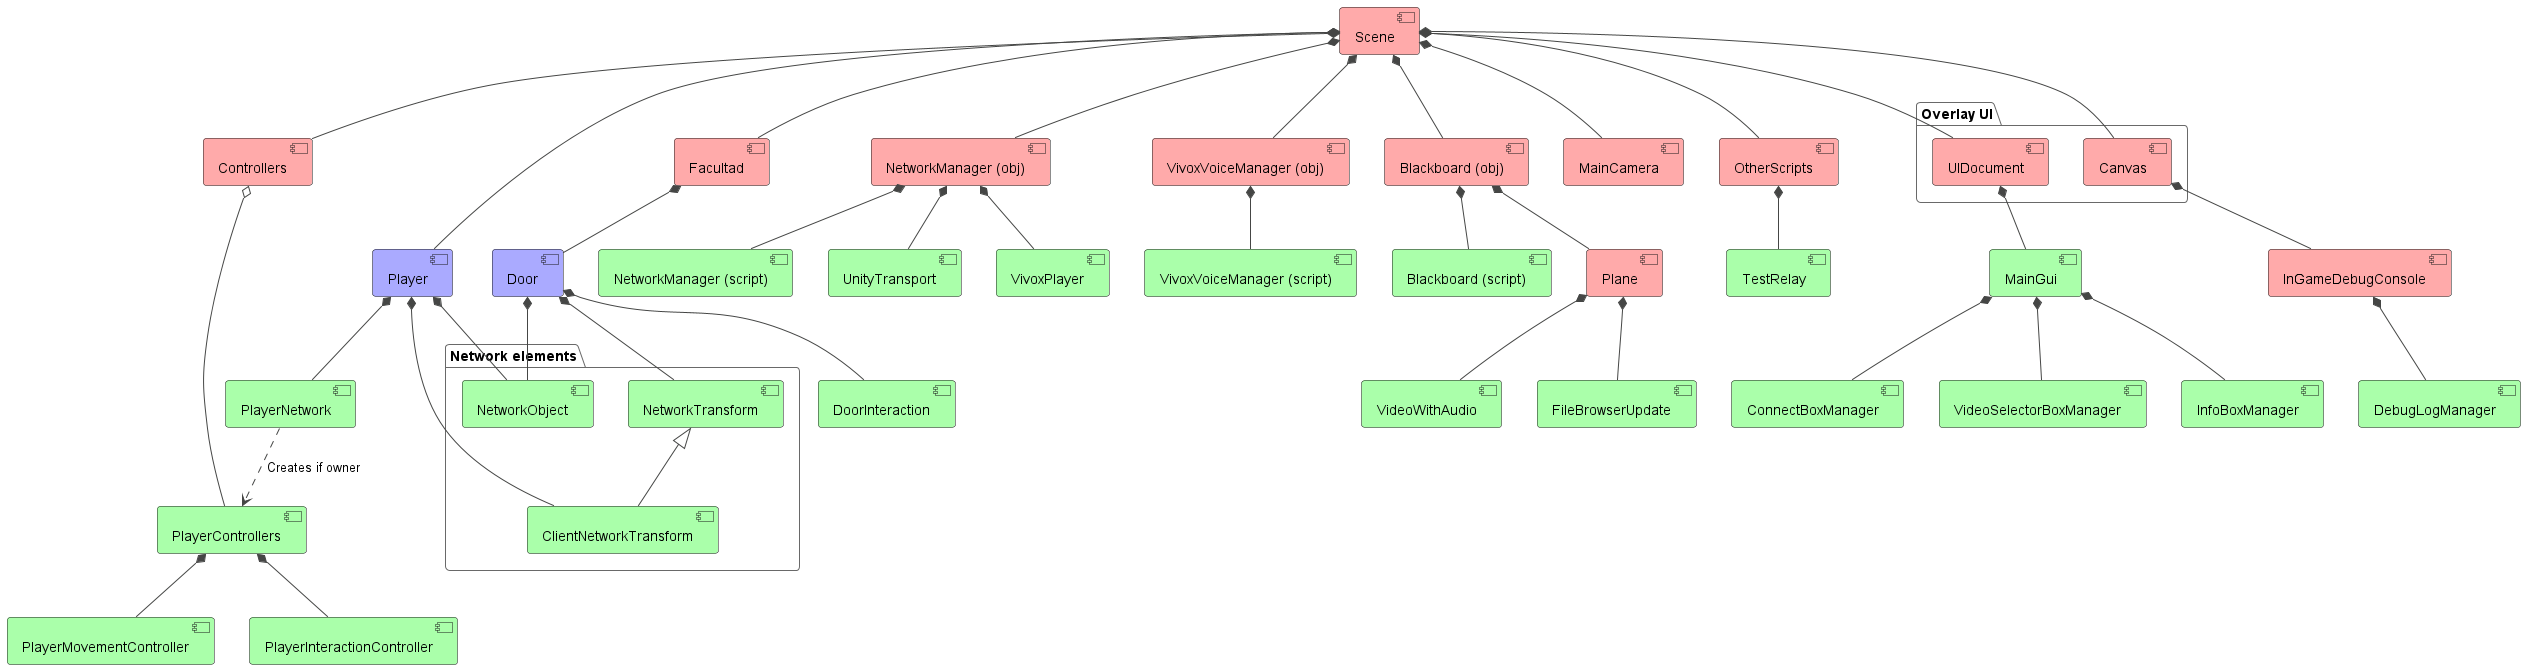 Scene
Overlay UI
Controllers
Facultad
NetworkManager (obj)
VivoxVoiceManager (obj)
Blackboard (obj)
MainCamera
OtherScripts
UIDocument
Canvas
Player
Door
NetworkManager (script)
UnityTransport
VivoxPlayer
VivoxVoiceManager (script)
Blackboard (script)
Plane
TestRelay
MainGui
InGameDebugConsole
Network elements
PlayerNetwork
NetworkObject
NetworkTransform
DoorInteraction
VideoWithAudio
FileBrowserUpdate
ConnectBoxManager
VideoSelectorBoxManager
InfoBoxManager
DebugLogManager
Creates if owner
PlayerControllers
ClientNetworkTransform
PlayerMovementController
PlayerInteractionController